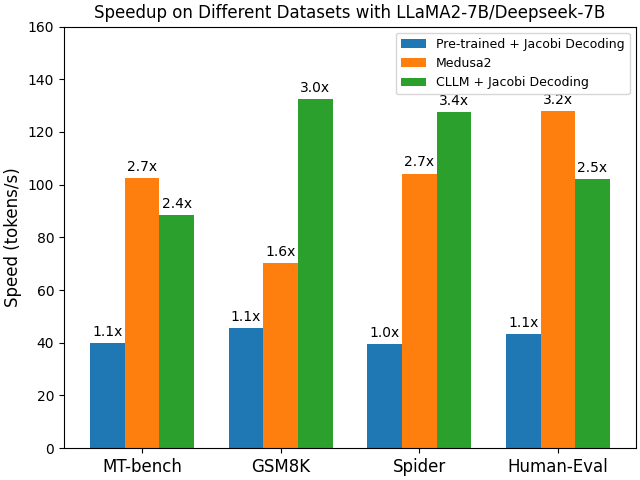 Speedup on Different Datasets with LLaMA2-7B/Deepseek-7B
Pre-trained + Jacobi Decoding
Medusa2
CLLM + Jacobi Decoding
Speed (tokens/s)
160
140
120
100
80
60
40
20
0
1.1x
2.7x
2.4x
1.1x
1.6x
3.0x
1.0x
2.7x
3.4x
1.1x
3.2x
2.5x
MT-bench
GSM8K
Spider
Human-Eval